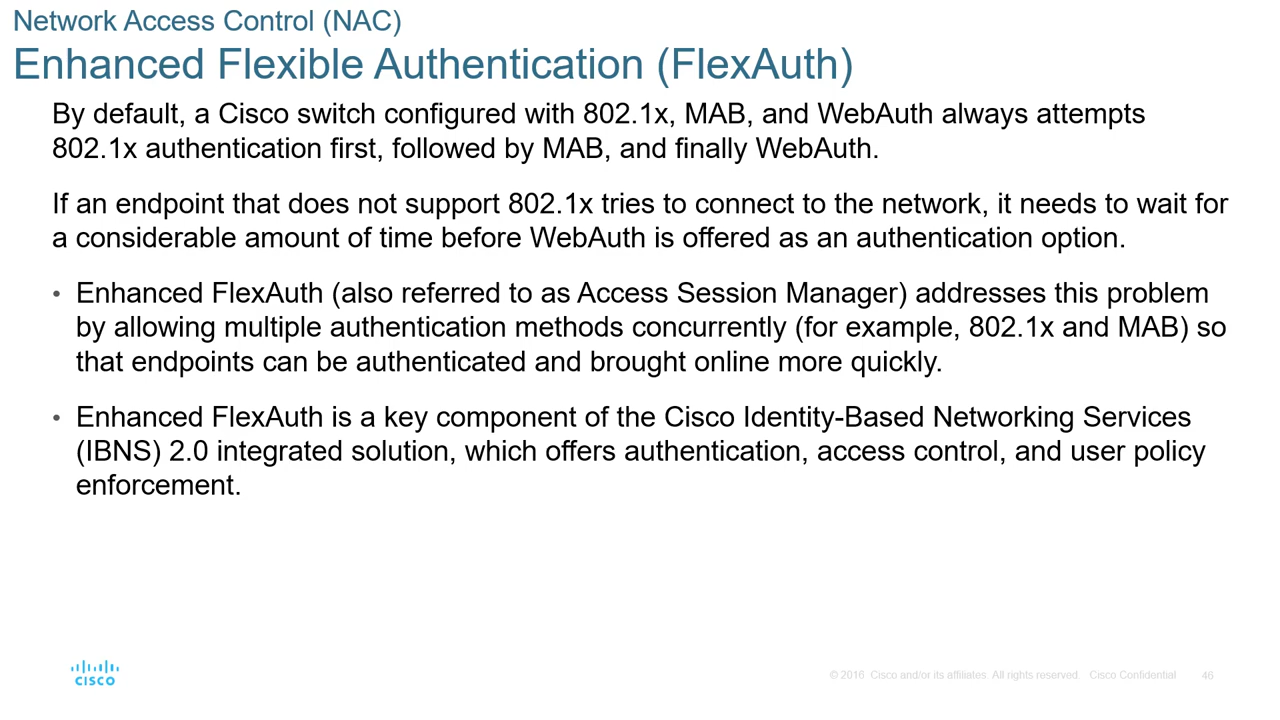 Network Access Control (NAC)
Enhanced Flexible Authentication (FlexAuth)
By default, a Cisco switch configured with 802.1x, MAB, and WebAuth always attempts
802.1x authentication first, followed by MAB, and finally WebAuth.
If an endpoint that does not support 802.1x tries to connect to the network, it needs to wait for
a considerable amount of time before WebAuth is offered as an authentication option.
• Enhanced FlexAuth (also referred to as Access Session Manager) addresses this problem
by allowing multiple authentication methods concurrently (for example, 802.1x and MAB) so
that endpoints can be authenticated and brought online more quickly.
• Enhanced FlexAuth is a key component of the Cisco Identity-Based Networking Services
(IBNS) 2.0 integrated solution, which offers authentication, access control, and user policy
enforcement.
CISCO
© 2016 Cisco and/or its affiliates. All rights reserved. Cisco Confidential 46